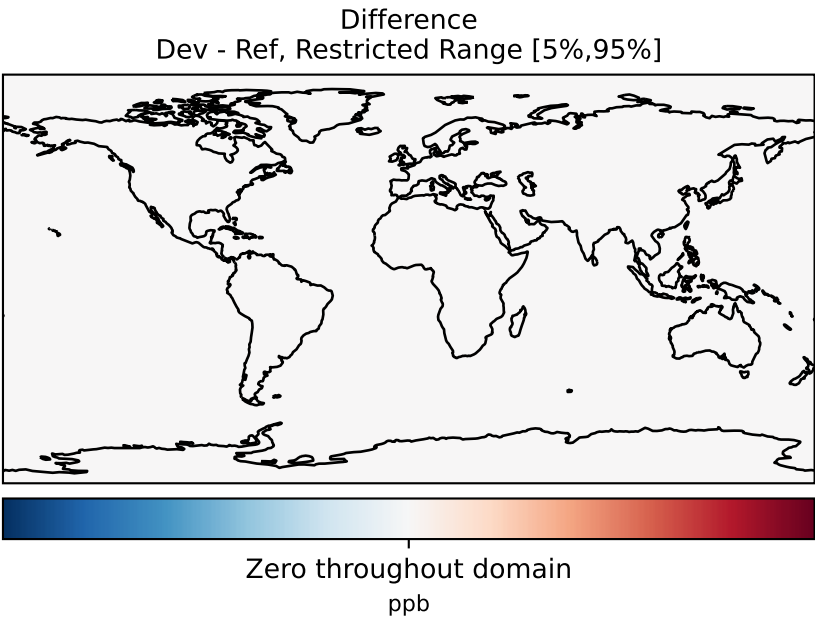 Difference
Dev - Ref, Restricted Range [5%,95%]
Zero throughout domain
ppb